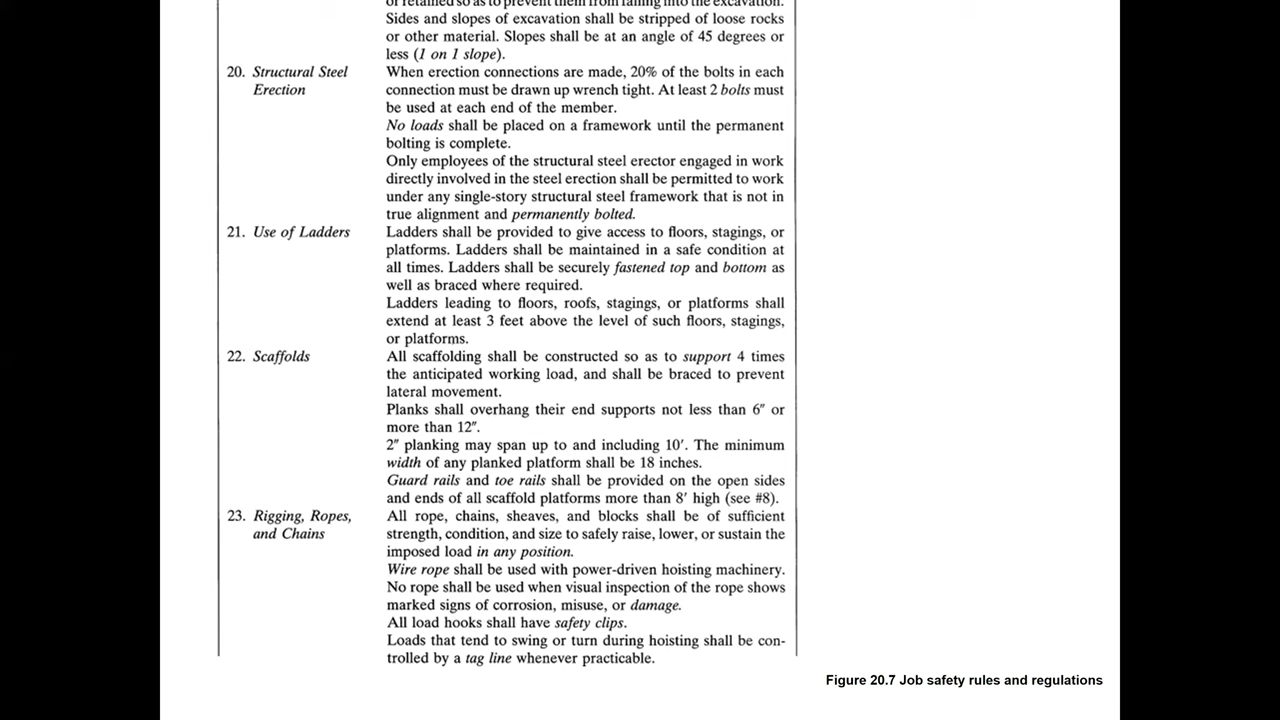 or retained so as to prevent them from falling into the excavation.
Sides and slopes of excavation shall be stripped of loose rocks
or other material. Slopes shall be at an angle of 45 degrees or
less (1 on 1 slope).
20. Structural Steel Erection
When erection connections are made, 20% of the bolts in each
connection must be drawn up wrench tight. At least 2 bolts must
be used at each end of the member.
No loads shall be placed on a framework until the permanent
bolting is complete.
Only employees of the structural steel erector engaged in work
directly involved in the steel erection shall be permitted to work
under any single-story structural steel framework that is not in
true alignment and permanently bolted.
21. Use of Ladders
Ladders shall be provided to give access to floors, stagings, or
platforms. Ladders shall be maintained in a safe condition at
all times. Ladders shall be securely fastened top and bottom as
well as braced where required.
Ladders leading to floors, roofs, stagings, or platforms shall
extend at least 3 feet above the level of such floors, stagings,
or platforms.
22. Scaffolds
All scaffolding shall be constructed so as to support 4 times
the anticipated working load, and shall be braced to prevent
lateral movement.
Planks shall overhang their end supports not less than 6″ or
more than 12″.
2″ planking may span up to and including 10′. The minimum
width of any planked platform shall be 18 inches.
Guard rails and toe rails shall be provided on the open sides
and ends of all scaffold platforms more than 8′ high (see #8).
23. Rigging, Ropes,
and Chains
All rope, chains, sheaves, and blocks shall be of sufficient
strength, condition, and size to safely raise, lower, or sustain the
imposed load in any position.
Wire rope shall be used with power-driven hoisting machinery.
No rope shall be used when visual inspection of the rope shows
marked signs of corrosion, misuse, or damage.
All load hooks shall have safety clips.
Loads that tend to swing or turn during hoisting shall be con-
trolled by a tag line whenever practicable.
Figure 20.7 Job safety rules and regulations